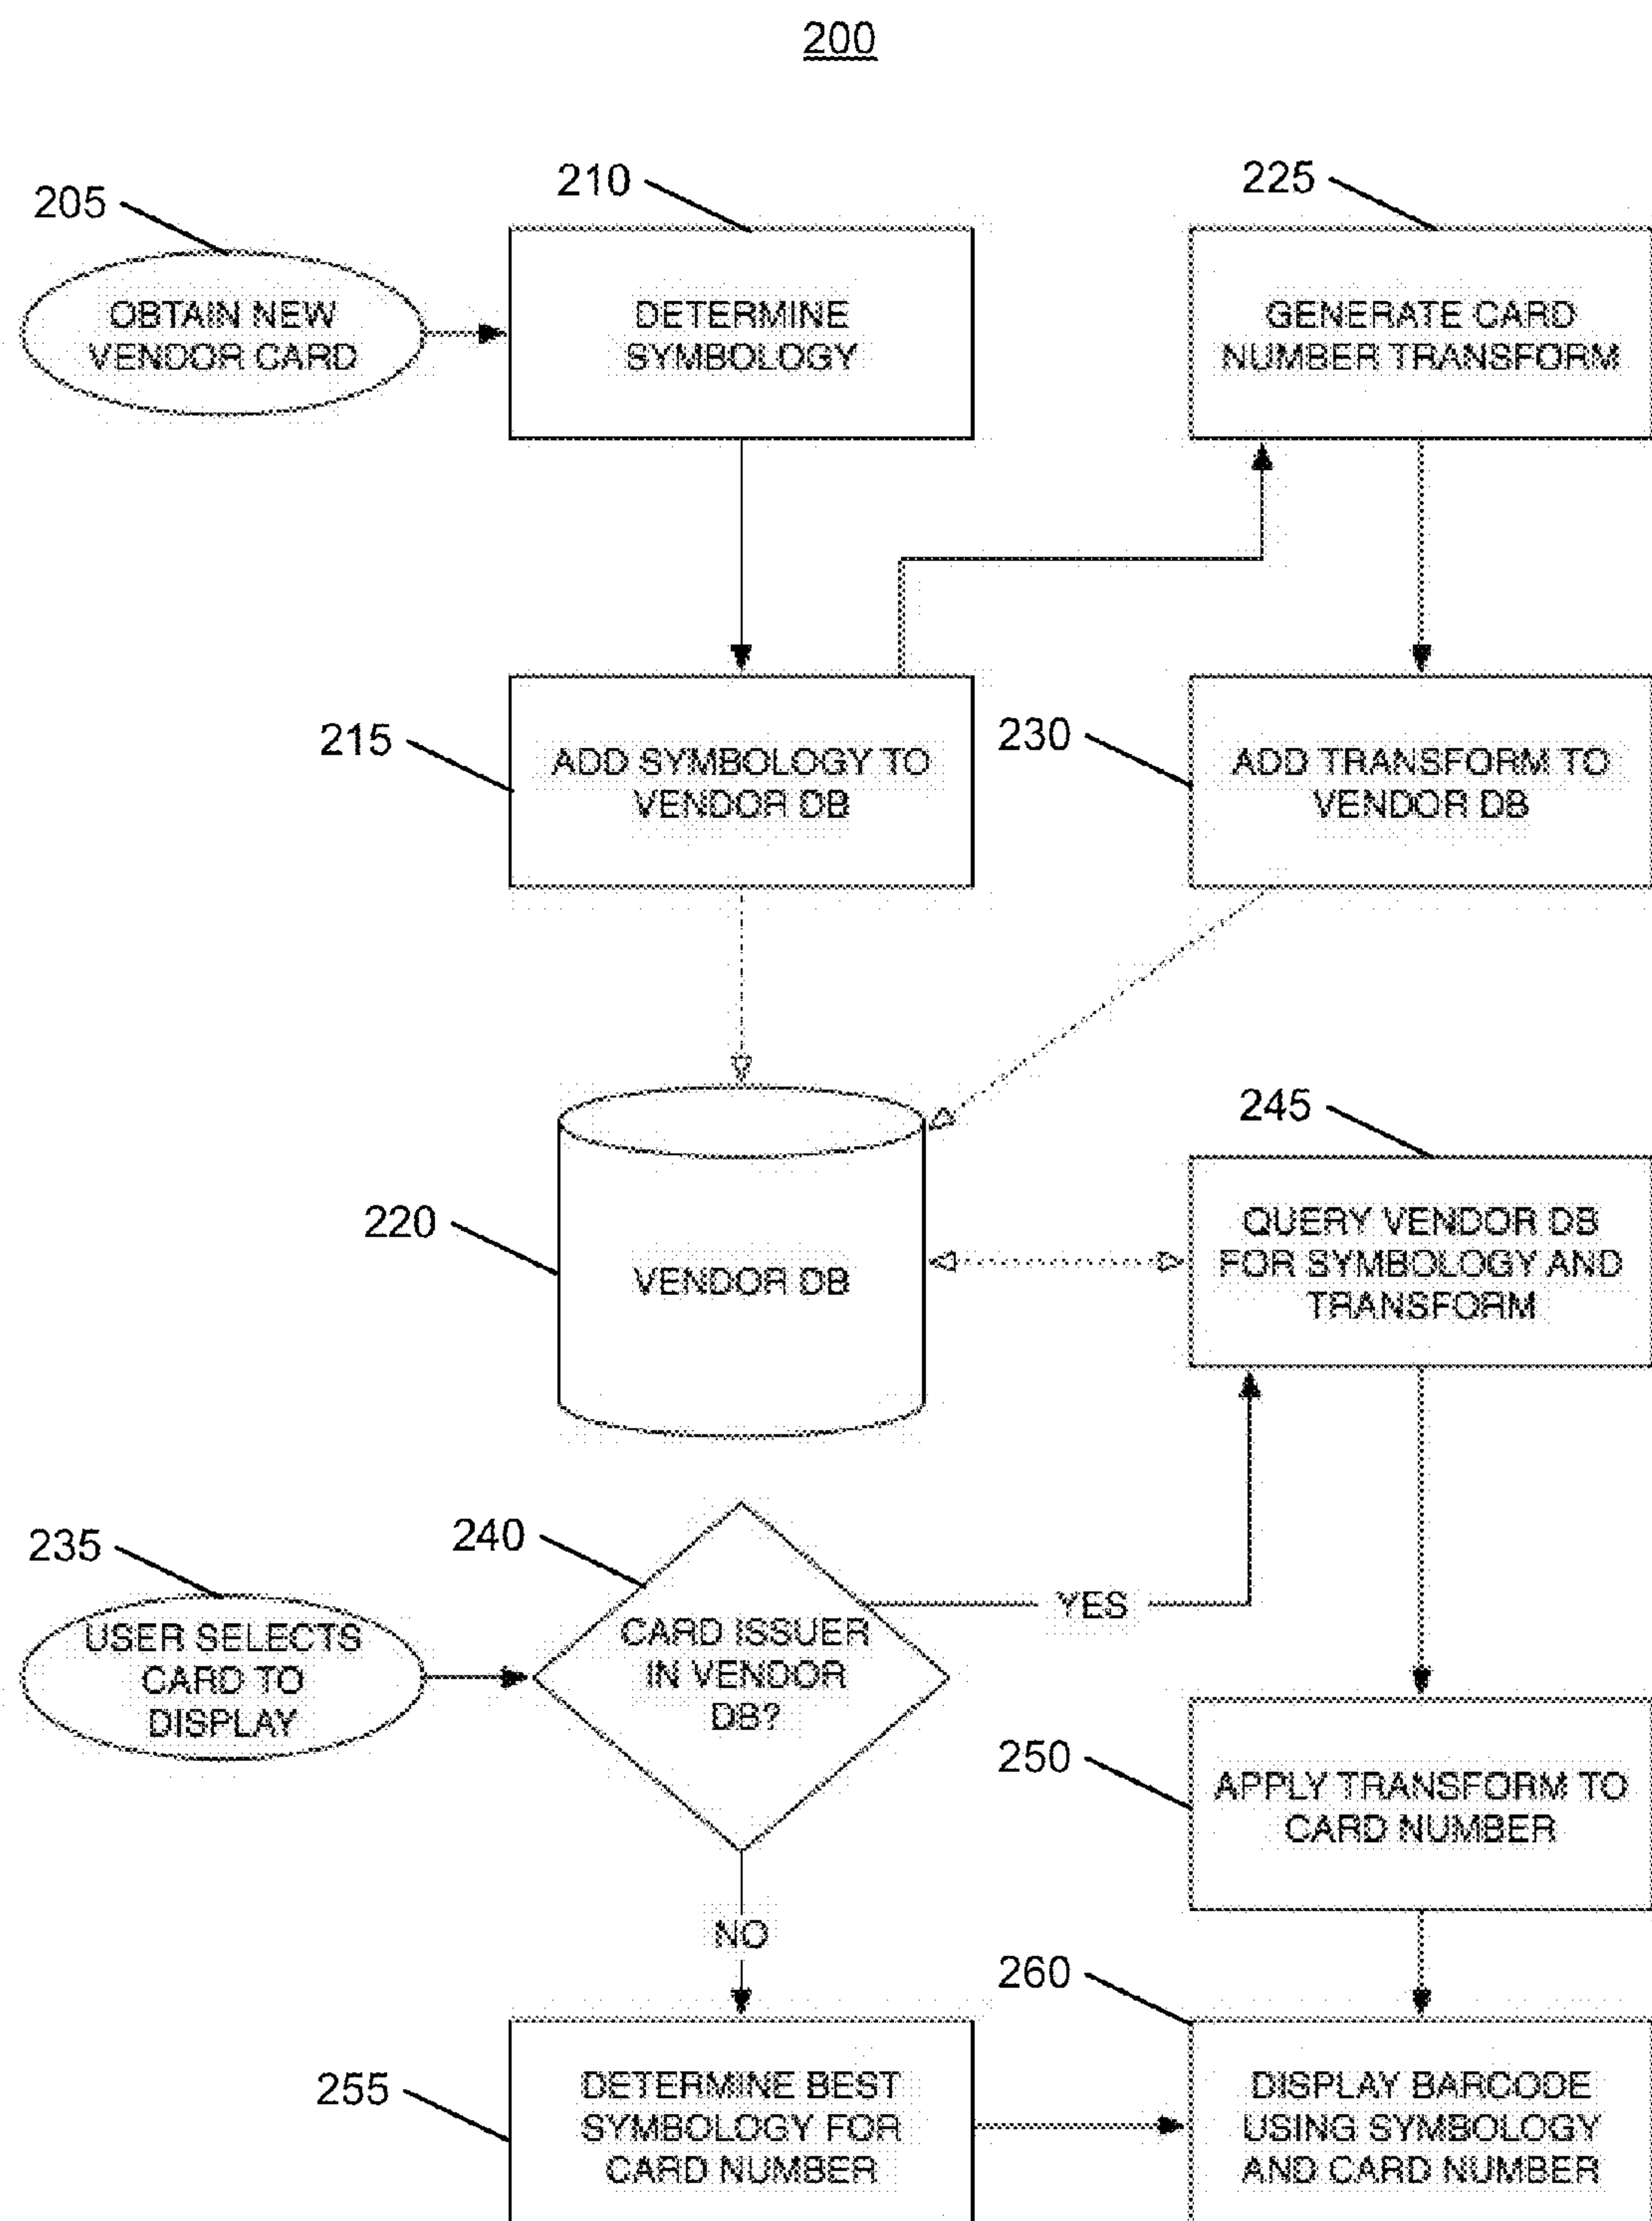 200
205
OBTAIN NEW
VENDOR CARD
210
DETERMINE
SYMBOLOGY
225
GENERATE CARD
NUMBER TRANSFORM
215
ADD SYMBOLOGY TO
VENDOR DB
230
ADD TRANSFORM TO
VENDOR DB
220
VENDOR DB
245
QUERY VENDOR DB
FOR SYMBOLOGY AND
TRANSFORM
235
USER SELECTS
CARD TO
DISPLAY
240
CARD ISSUER
IN VENDOR
DB?
YES
NO
250
APPLY TRANSFORM TO
CARD NUMBER
255
DETERMINE BEST
SYMBOLOGY FOR
CARD NUMBER
260
DISPLAY BARCODE
USING SYMBOLOGY
AND CARD NUMBER